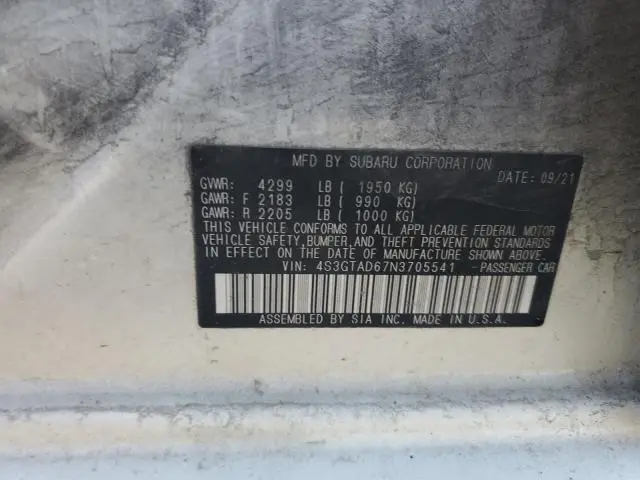 MFD BY SUBARU CORPORATION
DATE: 09/21
GVWR: 4299 LB ( 1950 KG)
GAWR: F 2183 LB ( 990 KG)
GAWR: R 2205 LB ( 1000 KG)
THIS VEHICLE CONFORMS TO ALL APPLICABLE FEDERAL MOTOR
VEHICLE SAFETY, BUMPER, AND THEFT PREVENTION STANDARDS
IN EFFECT ON THE DATE OF MANUFACTURE SHOWN ABOVE.
VIN: 4S3GTAD67N3705541 - PASSENGER CAR
ASSEMBLED BY SIA INC. MADE IN U.S.A.